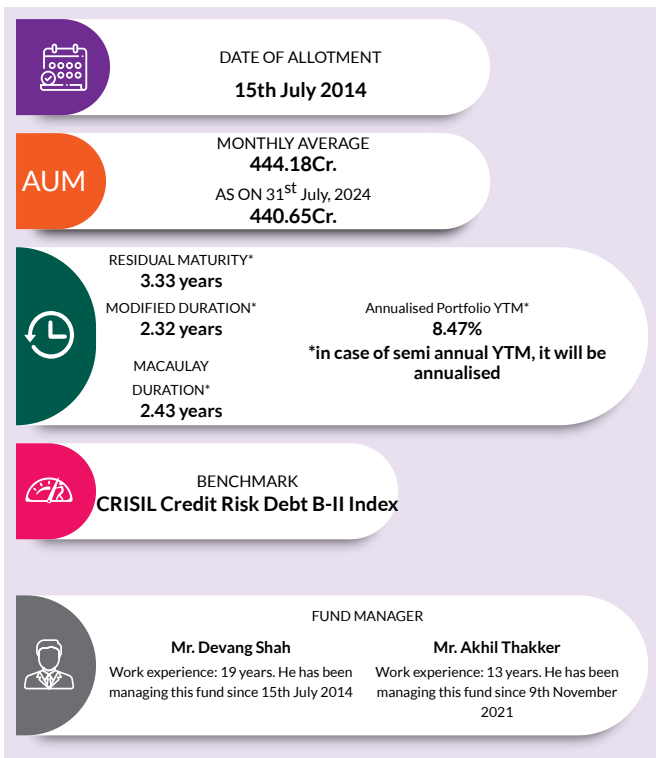 DATE OF ALLOTMENT
15th July 2014
AUM
MONTHLY AVERAGE
444.18Cr.
AS ON 31st July, 2024
440.65Cr.
RESIDUAL MATURITY*
3.33 years
MODIFIED DURATION*
2.32 years
MACAULAY
DURATION*
2.43 years
Annualised Portfolio YTM*
8.47%
*in case of semi annual YTM, it will be
annualised
BENCHMARK
CRISIL Credit Risk Debt B-II Index
FUND MANAGER
Mr. Devang Shah
Work experience: 19 years. He has been
managing this fund since 15th July 2014
Mr. Akhil Thakker
Work experience: 13 years. He has been
managing this fund since 9th November
2021